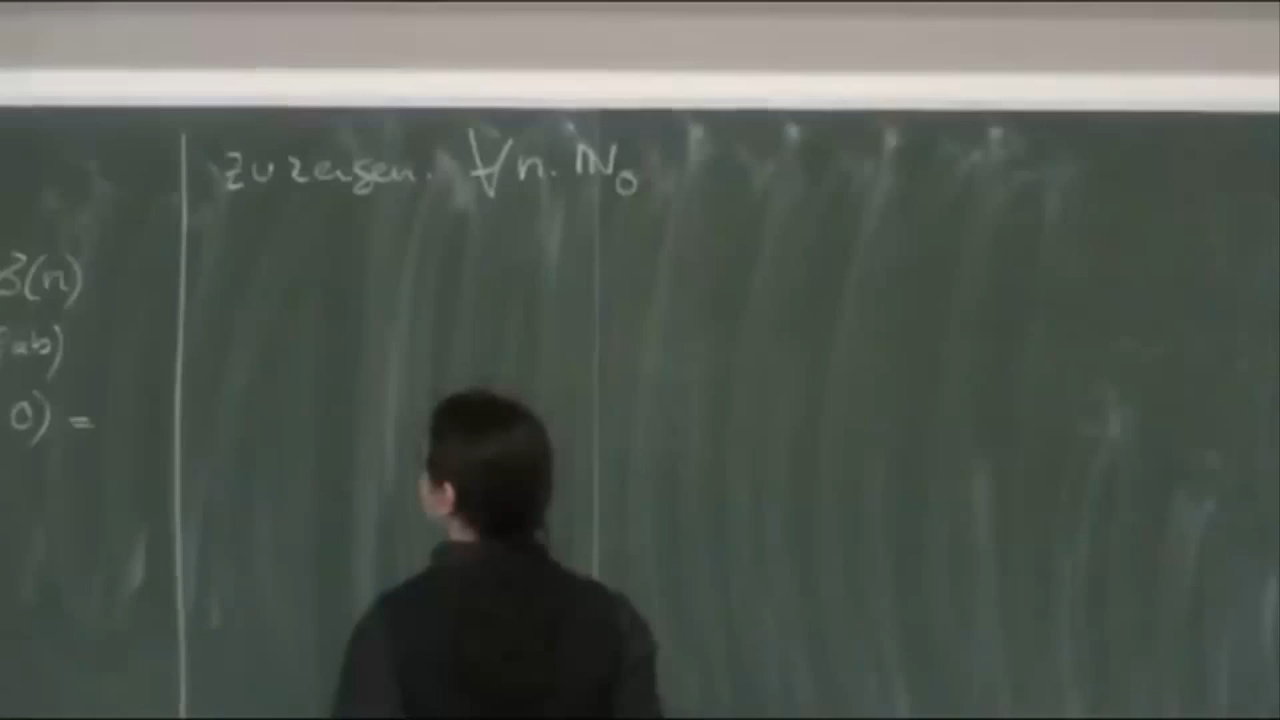 zu zeigen. ∀n. ℕ₀
(n)
ab)
0) =